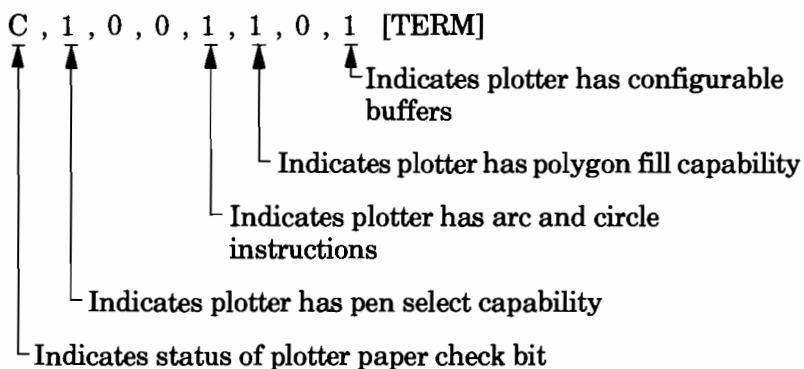 C , 1 , 0 , 0 , 1 , 1 , 0 , 1 [TERM]
Indicates plotter has configurable
buffers
Indicates plotter has polygon fill capability
Indicates plotter has arc and circle
instructions
Indicates plotter has pen select capability
Indicates status of plotter paper check bit